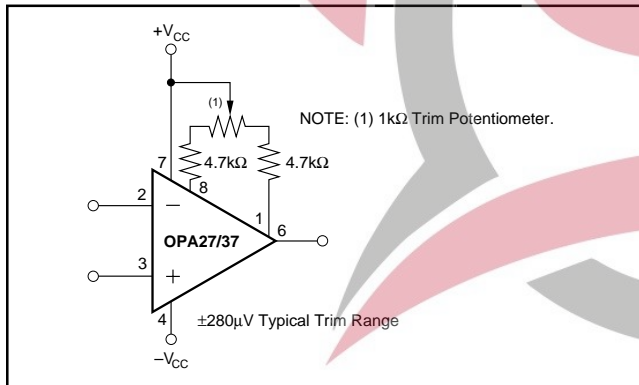 +VCC
(1)
NOTE: (1) 1kΩ Trim Potentiometer.
7
4.7kΩ
4.7kΩ
8
2
−
1
6
OPA27/37
3
+
4
±280µV Typical Trim Range
−VCC